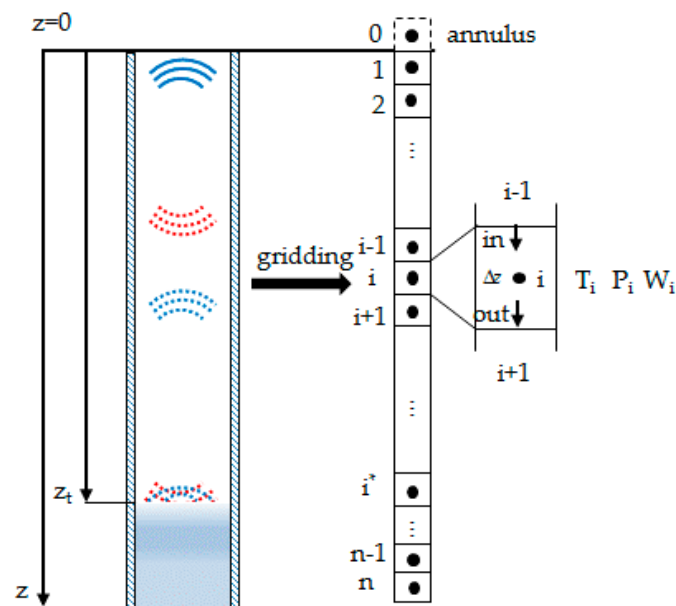 z=0
0 annulus
1
2
⋮
i-1
i-1
in
gridding
i
Δz
i
T_i P_i W_i
i+1
out
i+1
⋮
z_t
i*
⋮
n-1
z
n